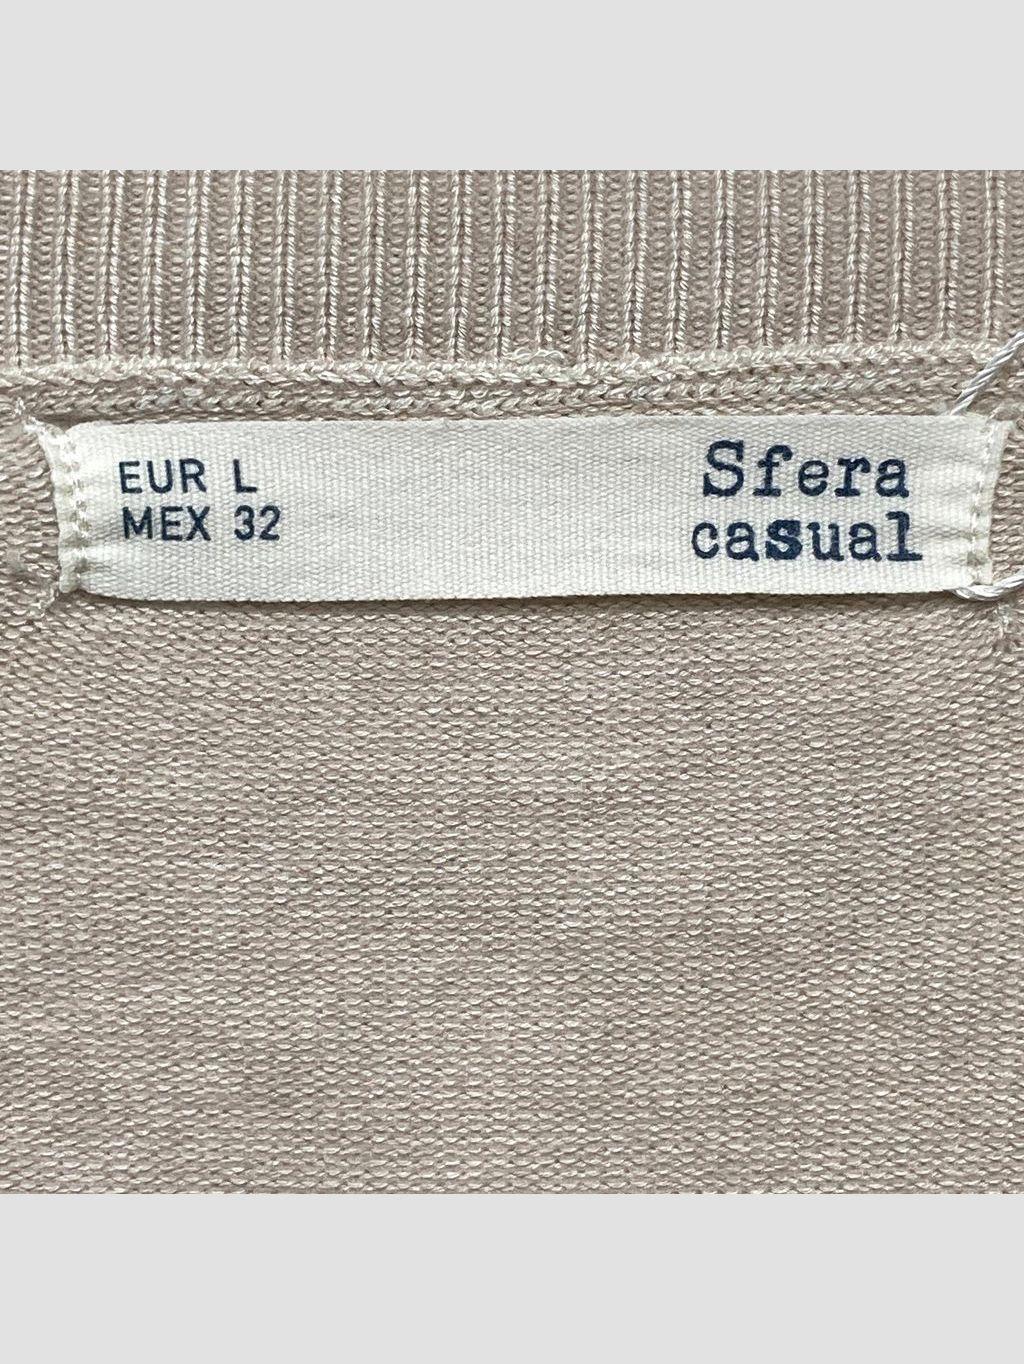 EUR L
MEX 32
Sfera
casual